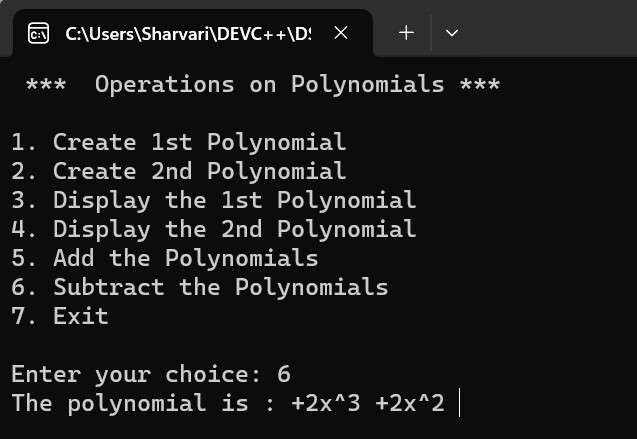 C:\Users\Sharvari\DEVC++\DS
*** Operations on Polynomials ***
1. Create 1st Polynomial
2. Create 2nd Polynomial
3. Display the 1st Polynomial
4. Display the 2nd Polynomial
5. Add the Polynomials
6. Subtract the Polynomials
7. Exit
Enter your choice: 6
The polynomial is : +2x^3 +2x^2